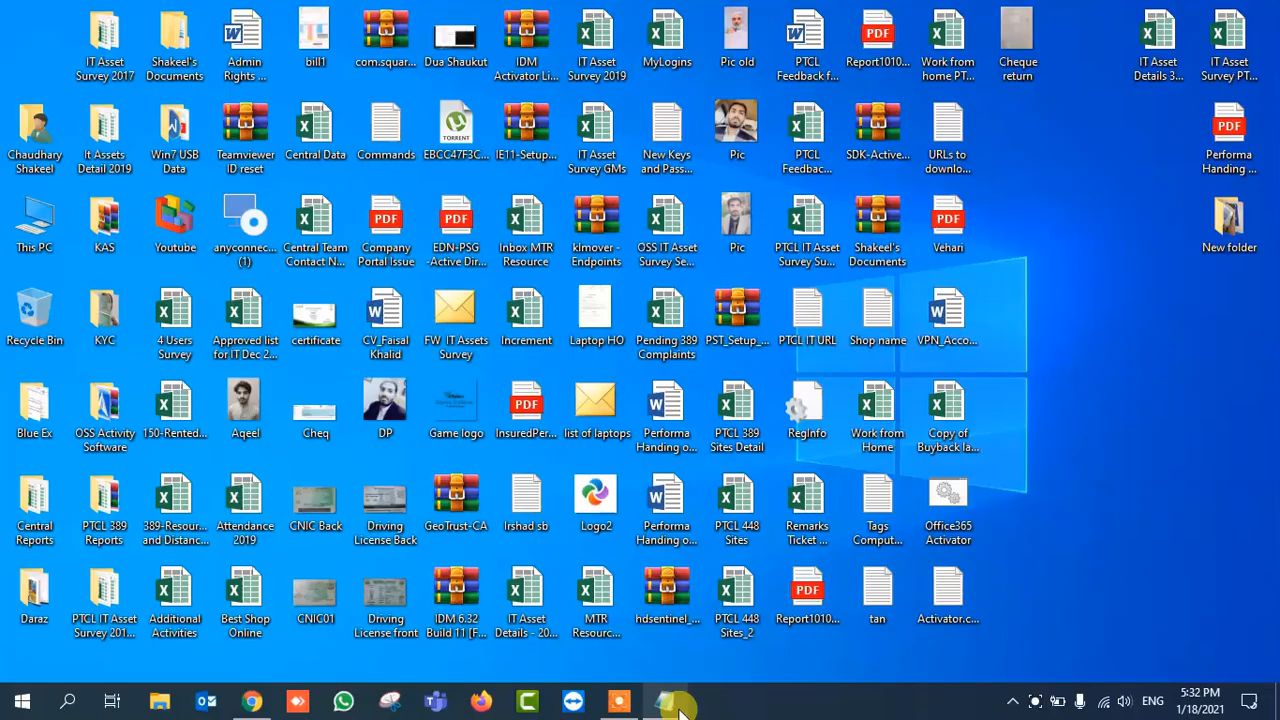 IT Asset
Survey 2017
Shakeel's
Documents
Admin
Rights ...
bill1
com.squar...
Dua Shaukut
IDM
Activator Li...
IT Asset
Survey 2019
MyLogins
Pic old
PTCL
Feedback f...
PDF
Report1010...
Work from
home PT...
Cheque
return
IT Asset
Details 3...
IT Asset
Survey PT...
Chaudhary
Shakeel
It Assets
Detail 2019
Win7 USB
Data
Teamviewer
ID reset
Central Data
Commands
TORRENT
EBCC47F3C...
IE11-Setup...
IT Asset
Survey GMs
New Keys
and Pass...
Pic
PTCL
Feedbac...
SDK-Active...
URLs to
downlo...
PDF
Performa
Handing ...
This PC
KAS
Youtube
anyconnec...
(1)
Central Team
Contact N...
PDF
Company
Portal Issue
PDF
EDN-PSG
-Active Dir...
Inbox MTR
Resource
klmover -
Endpoints
OSS IT Asset
Survey Se...
Pic
PTCL IT Asset
Survey Su...
Shakeel's
Documents
PDF
Vehari
New folder
Recycle Bin
KYC
4 Users
Survey
Approved list
for IT Dec 2...
certificate
CV_Faisal
Khalid
FW IT Assets
Survey
Increment
Laptop HO
Pending 389
Complaints
PST_Setup_...
PTCL IT URL
Shop name
VPN_Acco...
Blue Ex
OSS Activity
Software
150-Rented...
Aqeel
Cheq
DP
Game logo
PDF
InsuredPer...
list of laptops
Performa
Handing o...
PTCL 389
Sites Detail
RegInfo
Work from
Home
Copy of
Buyback la...
Central
Reports
PTCL 389
Reports
389-Resour...
and Distanc...
Attendance
2019
CNIC Back
Driving
License Back
GeoTrust-CA
Irshad sb
Logo2
Performa
Handing o...
PTCL 448
Sites
Remarks
Ticket ...
Tags
Comput...
Office365
Activator
Daraz
PTCL IT Asset
Survey 201...
Additional
Activities
Best Shop
Online
CNIC01
Driving
License front
IDM 6.32
Build 11 [F...
IT Asset
Details - 20...
MTR
Resourc...
hdsentinel_...
PTCL 448
Sites_2
PDF
Report1010...
tan
Activator.c...
ENG
5:32 PM
1/18/2021